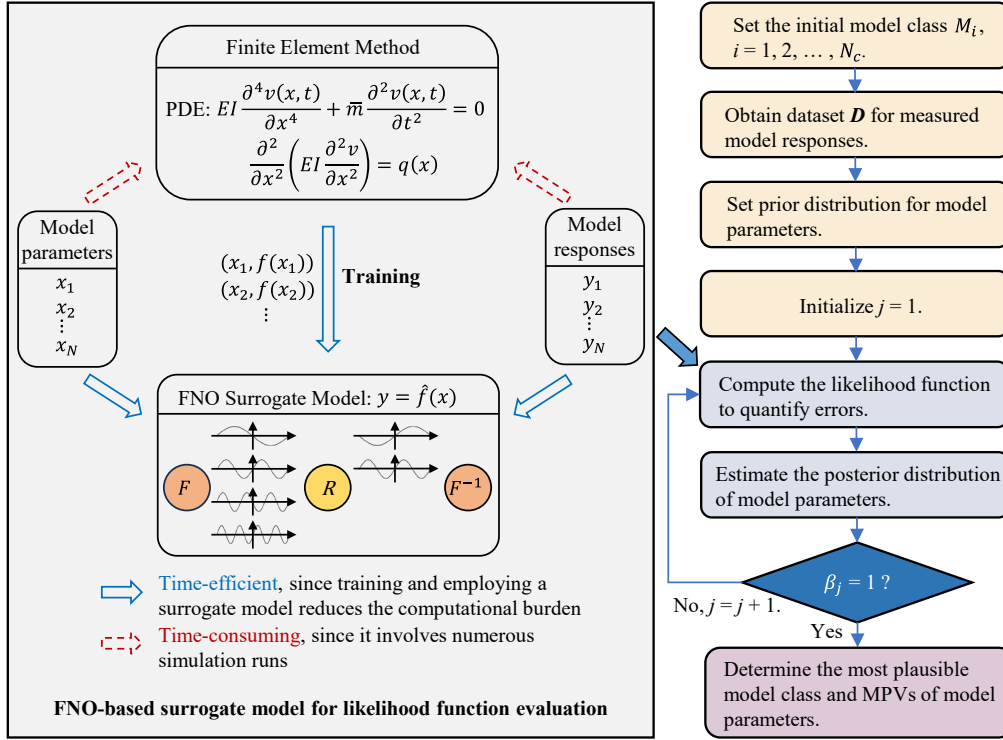 Finite Element Method
PDE: EI ∂⁴v(x,t)/∂x⁴ + m̅ ∂²v(x,t)/∂t² = 0
∂²/∂x² (EI ∂²v/∂x²) = q(x)
Model
parameters
x₁
x₂
⋮
x_N
(x₁, f(x₁))
(x₂, f(x₂))
⋮
Training
Model
responses
y₁
y₂
⋮
y_N
FNO Surrogate Model: y = f̂(x)
F
R
F⁻¹
Time-efficient, since training and employing a
surrogate model reduces the computational burden
Time-consuming, since it involves numerous
simulation runs
FNO-based surrogate model for likelihood function evaluation
Set the initial model class M_i,
i = 1, 2, … , N_c.
Obtain dataset D for measured
model responses.
Set prior distribution for model
parameters.
Initialize j = 1.
Compute the likelihood function
to quantify errors.
Estimate the posterior distribution
of model parameters.
β_j = 1 ?
No, j = j + 1.
Yes
Determine the most plausible
model class and MPVs of model
parameters.